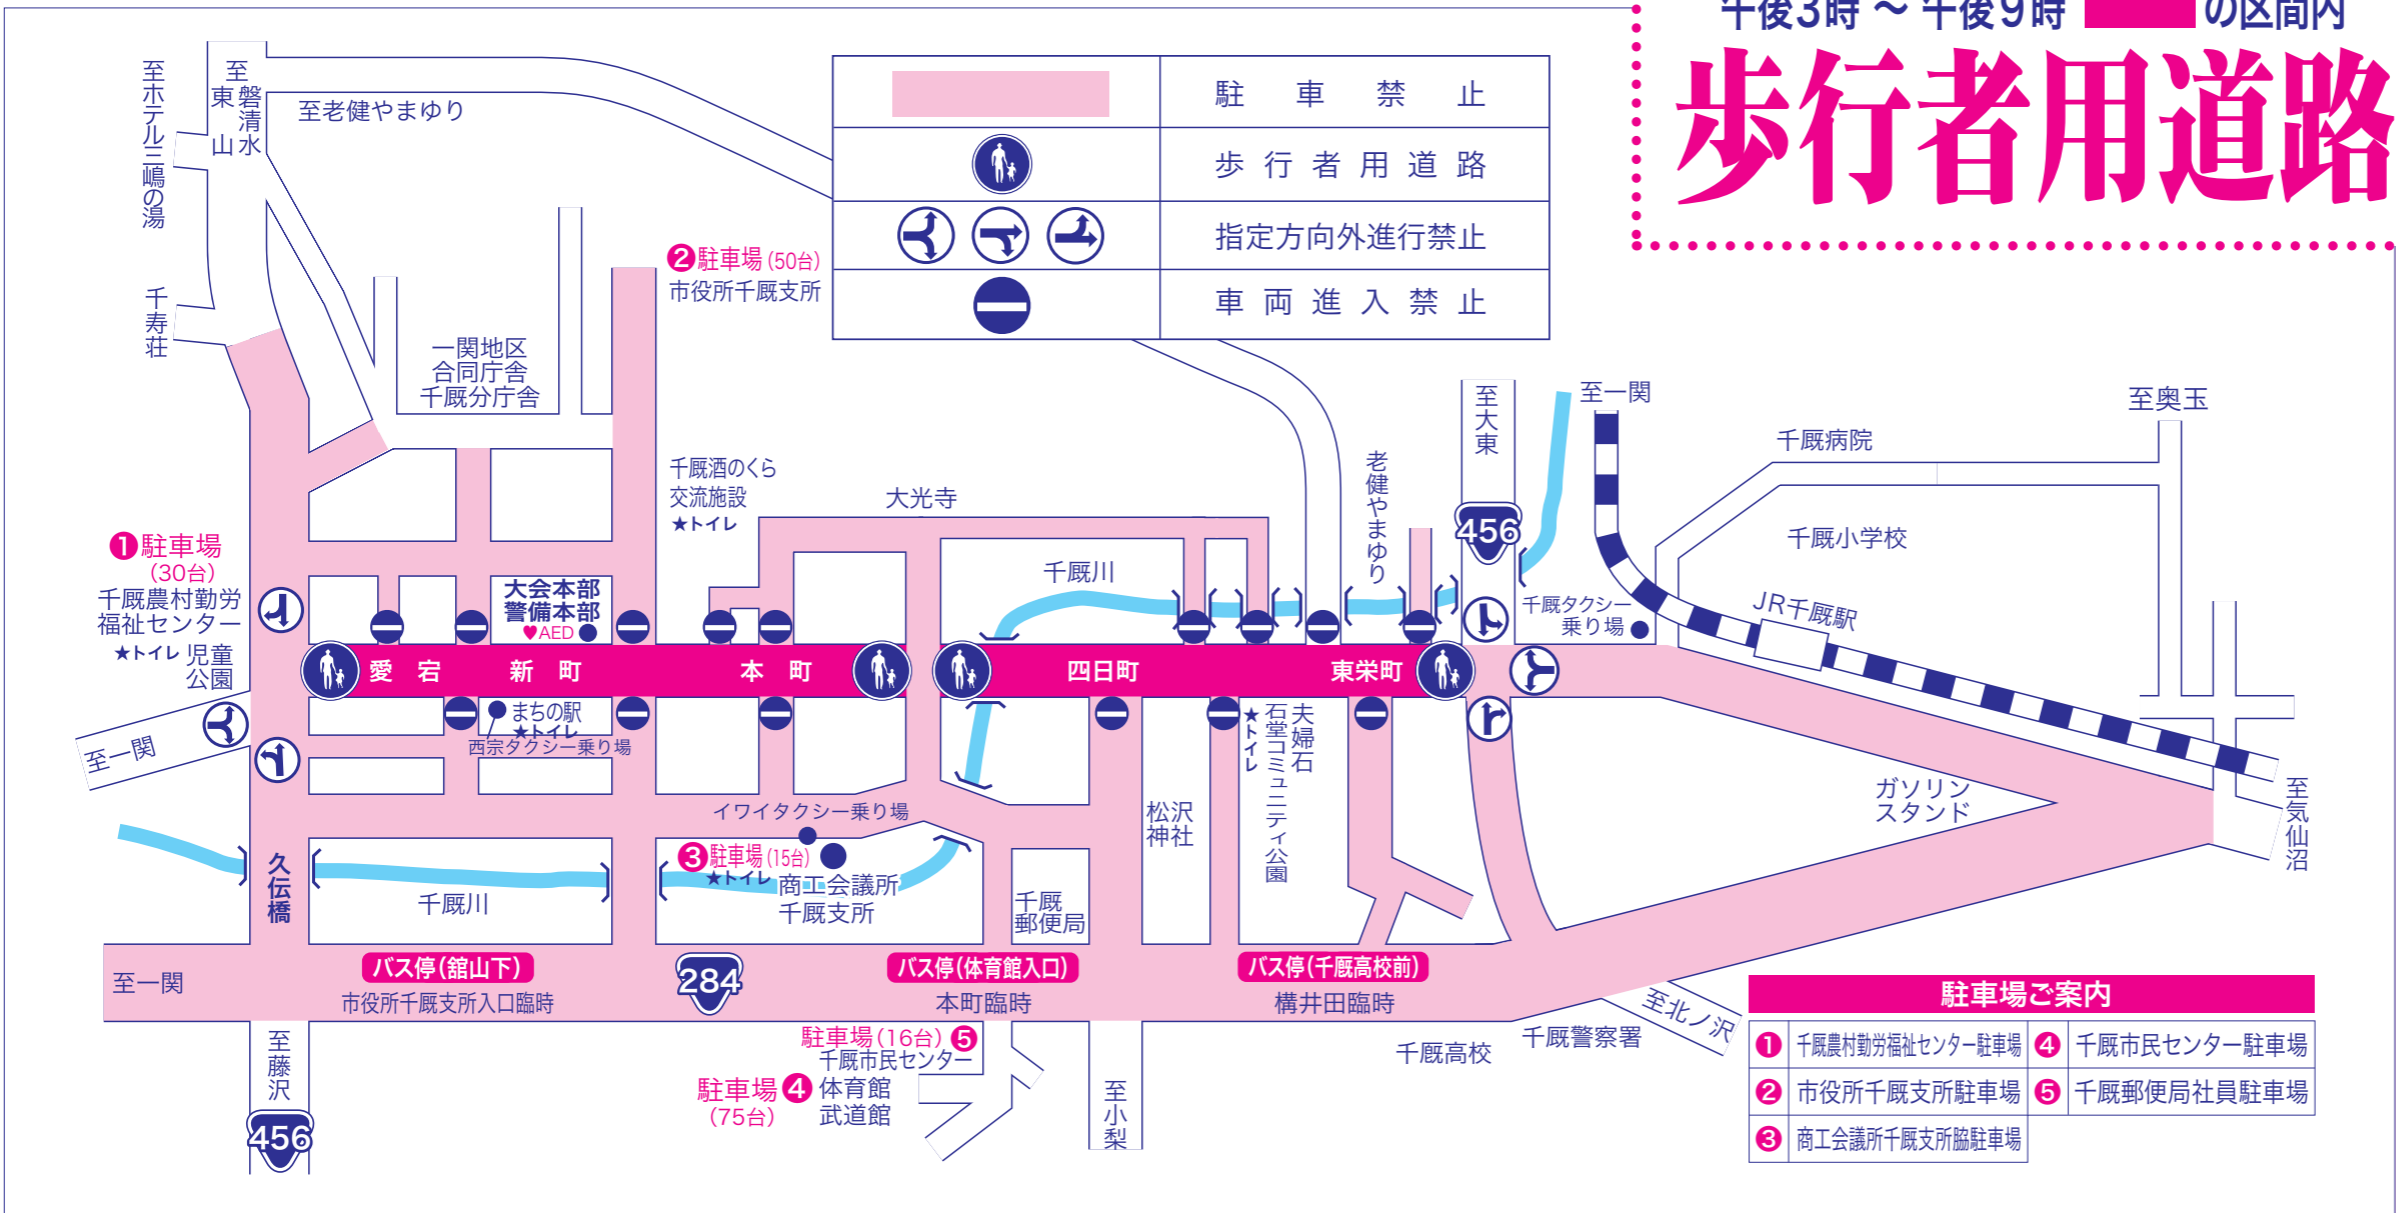 午後3時 ～ 午後9時 の区間内
歩行者用道路
駐車禁止
歩行者用道路
指定方向外進行禁止
車両進入禁止
至ホテル三嶋の湯
至東山
磐清水
至老健やまゆり
千寿荘
❷駐車場(50台)
市役所千厩支所
一関地区
合同庁舎
千厩分庁舎
千厩酒のくら
交流施設
★トイレ
大光寺
千厩川
老健やまゆり
至大東
456
至一関
至奥玉
千厩病院
千厩小学校
千厩タクシー
乗り場
JR千厩駅
❶駐車場
(30台)
千厩農村勤労
福祉センター
★トイレ 児童
公園
大会本部
警備本部
♥AED
愛宕
新町
本町
四日町
東栄町
まちの駅
★トイレ
西宗タクシー乗り場
至一関
イワイタクシー乗り場
❸駐車場(15台)
★トイレ
商工会議所
千厩支所
久伝橋
千厩川
千厩
郵便局
松沢
神社
★トイレ
石堂コミュニティ公園
夫婦石
ガソリン
スタンド
至気仙沼
至一関
バス停(舘山下)
市役所千厩支所入口臨時
284
バス停(体育館入口)
本町臨時
バス停(千厩高校前)
構井田臨時
至藤沢
456
駐車場(16台)❺
千厩市民センター
駐車場❹
(75台)
体育館
武道館
至小梨
千厩高校
千厩警察署
至北ノ沢
駐車場ご案内
❶ 千厩農村勤労福祉センター駐車場 ❹ 千厩市民センター駐車場
❷ 市役所千厩支所駐車場 ❺ 千厩郵便局社員駐車場
❸ 商工会議所千厩支所脇駐車場